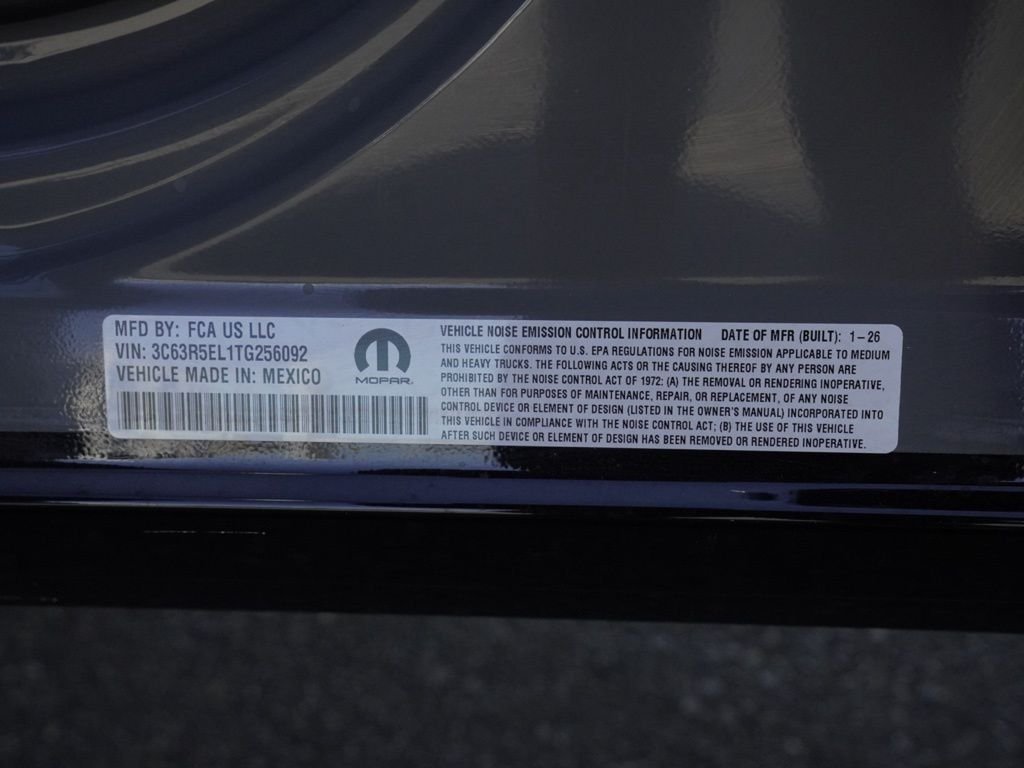 MFD BY: FCA US LLC
VIN: 3C63R5EL1TG256092
VEHICLE MADE IN: MEXICO
MOPAR
VEHICLE NOISE EMISSION CONTROL INFORMATION DATE OF MFR (BUILT): 1-26
THIS VEHICLE CONFORMS TO U.S. EPA REGULATIONS FOR NOISE EMISSION APPLICABLE TO MEDIUM
AND HEAVY TRUCKS. THE FOLLOWING ACTS OR THE CAUSING THEREOF BY ANY PERSON ARE
PROHIBITED BY THE NOISE CONTROL ACT OF 1972: (A) THE REMOVAL OR RENDERING INOPERATIVE,
OTHER THAN FOR PURPOSES OF MAINTENANCE, REPAIR, OR REPLACEMENT, OF ANY NOISE
CONTROL DEVICE OR ELEMENT OF DESIGN (LISTED IN THE OWNER'S MANUAL) INCORPORATED INTO
THIS VEHICLE IN COMPLIANCE WITH THE NOISE CONTROL ACT; (B) THE USE OF THIS VEHICLE
AFTER SUCH DEVICE OR ELEMENT OF DESIGN HAS BEEN REMOVED OR RENDERED INOPERATIVE.